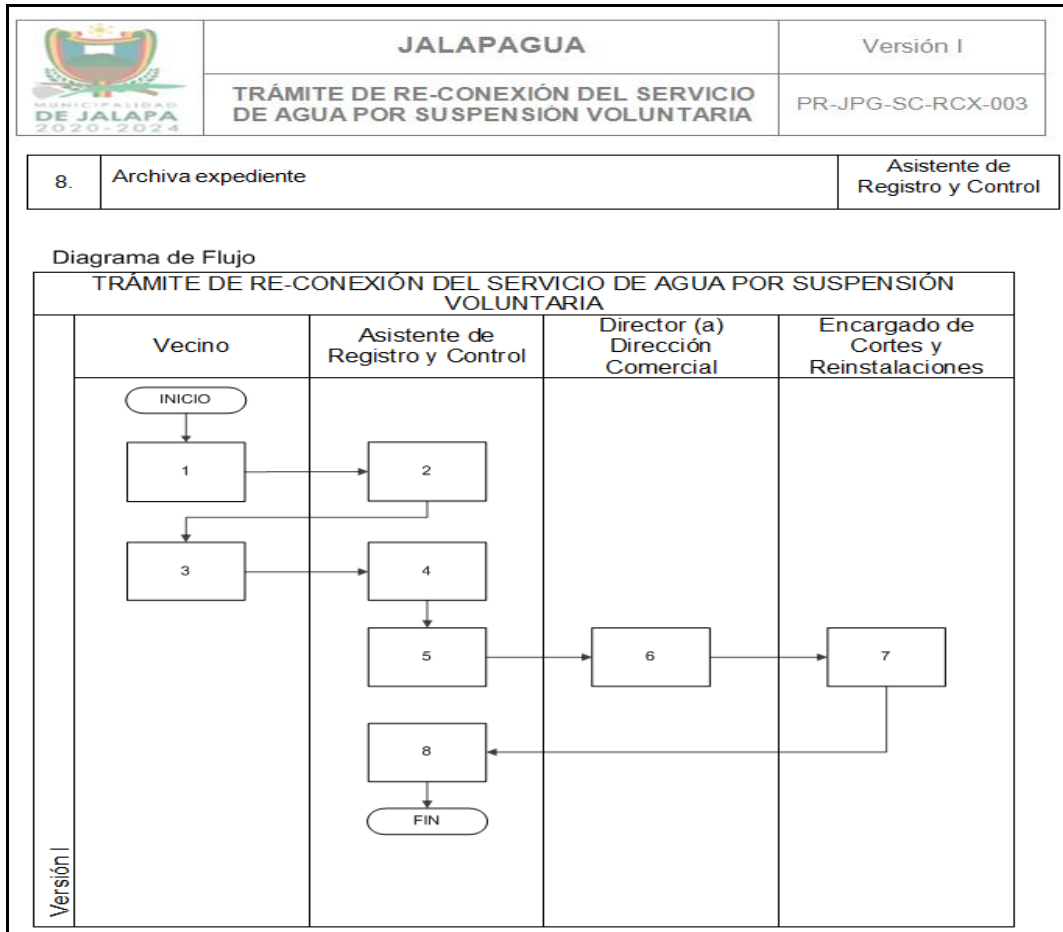 MUNICIPALIDAD
DE JALAPA
2020-2024
JALAPAGUA
Versión I
TRÁMITE DE RE-CONEXIÓN DEL SERVICIO
DE AGUA POR SUSPENSIÓN VOLUNTARIA
PR-JPG-SC-RCX-003
8.
Archiva expediente
Asistente de
Registro y Control
Diagrama de Flujo
TRÁMITE DE RE-CONEXIÓN DEL SERVICIO DE AGUA POR SUSPENSIÓN
VOLUNTARIA
Vecino
Asistente de
Registro y Control
Director (a)
Dirección
Comercial
Encargado de
Cortes y
Reinstalaciones
INICIO
1
2
3
4
5
6
7
8
FIN
Versión I